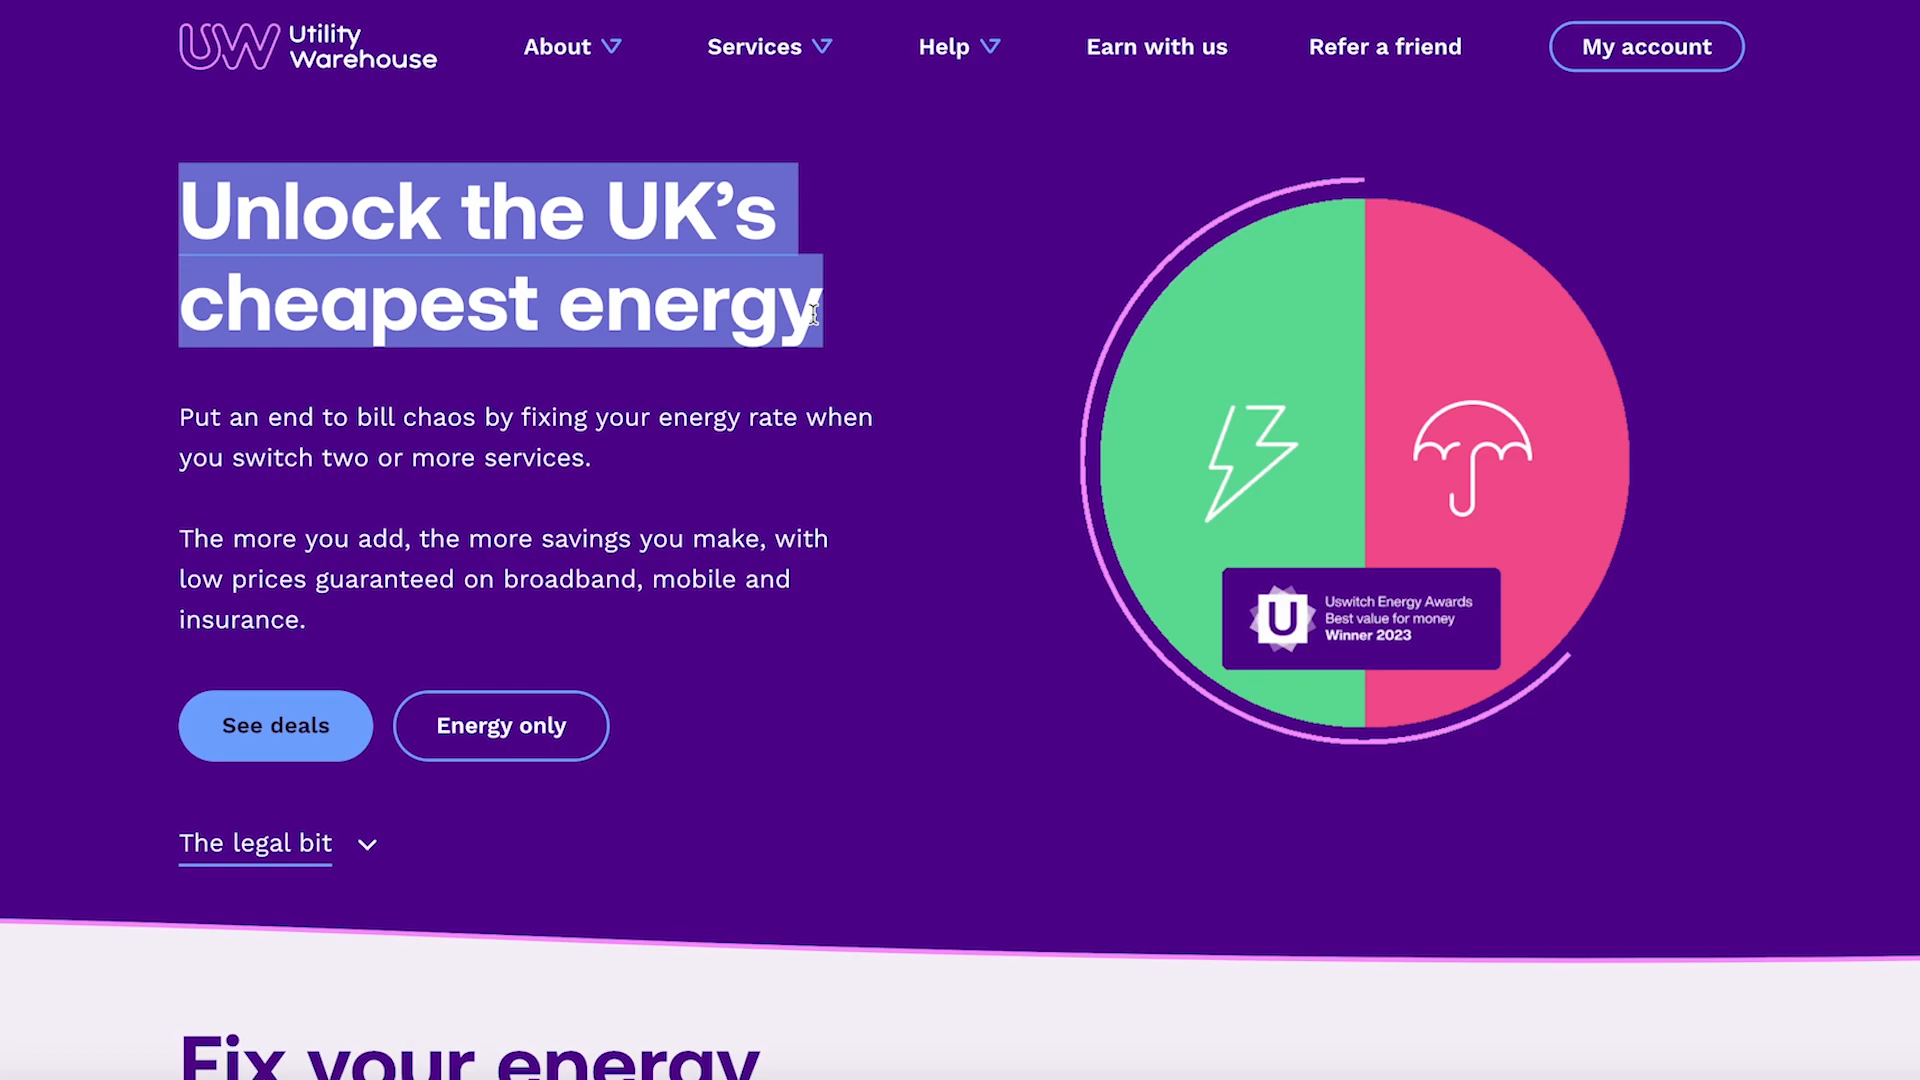 UW Utility
Warehouse
About
Services
Help
Earn with us
Refer a friend
My account
Unlock the UK’s
cheapest energy
Put an end to bill chaos by fixing your energy rate when
you switch two or more services.
The more you add, the more savings you make, with
low prices guaranteed on broadband, mobile and
insurance.
See deals
Energy only
The legal bit
U
Uswitch Energy Awards
Best value for money
Winner 2023
Fix your energy